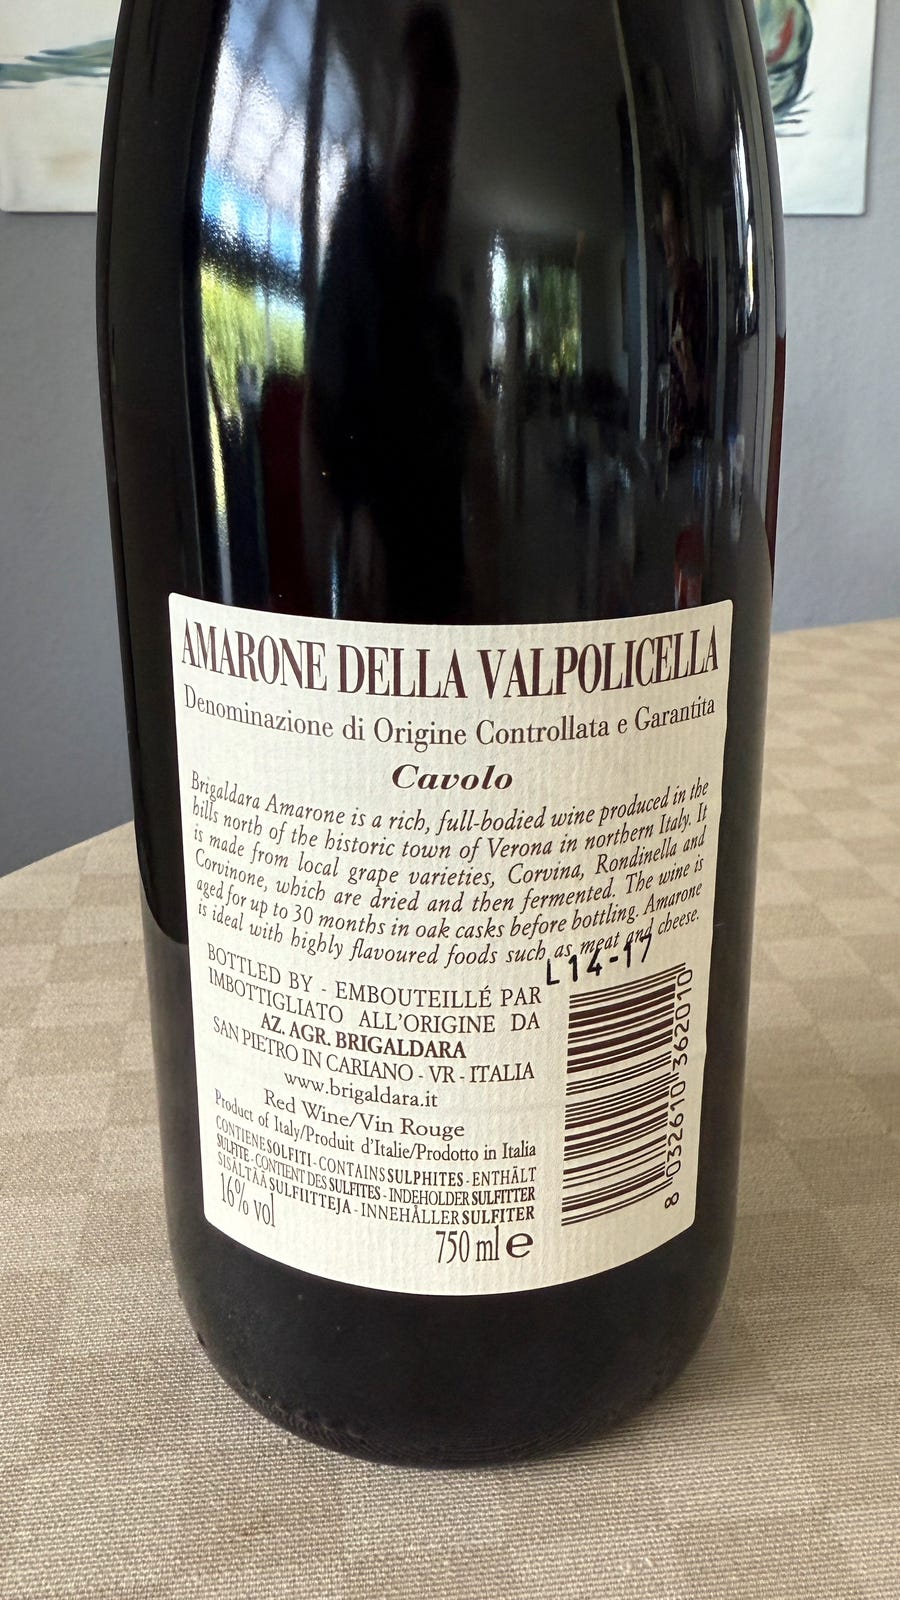 AMARONE DELLA VALPOLICELLA
Denominazione di Origine Controllata e Garantita
Cavolo
Brigaldara Amarone is a rich, full-bodied wine produced in the
hills north of the historic town of Verona in northern Italy. It
is made from local grape varieties, Corvina, Rondinella and
Corvinone, which are dried and then fermented. The wine is
aged for up to 30 months in oak casks before bottling. Amarone
is ideal with highly flavoured foods such as meat and cheese.
L14-17
BOTTLED BY - EMBOUTEILLÉ PAR
IMBOTTIGLIATO ALL'ORIGINE DA
AZ. AGR. BRIGALDARA
SAN PIETRO IN CARIANO - VR - ITALIA
www.brigaldara.it
Red Wine/Vin Rouge
Product of Italy/Produit d'Italie/Prodotto in Italia
CONTIENE SOLFITI - CONTAINS SULPHITES - ENTHÄLT
SULFITE - CONTIENT DES SULFITES - INDEHOLDER SULFITTER
SISÄLTÄÄ SULFIITTEJA - INNEHÅLLER SULFITER
16% vol
750 ml e
8 032610 362010